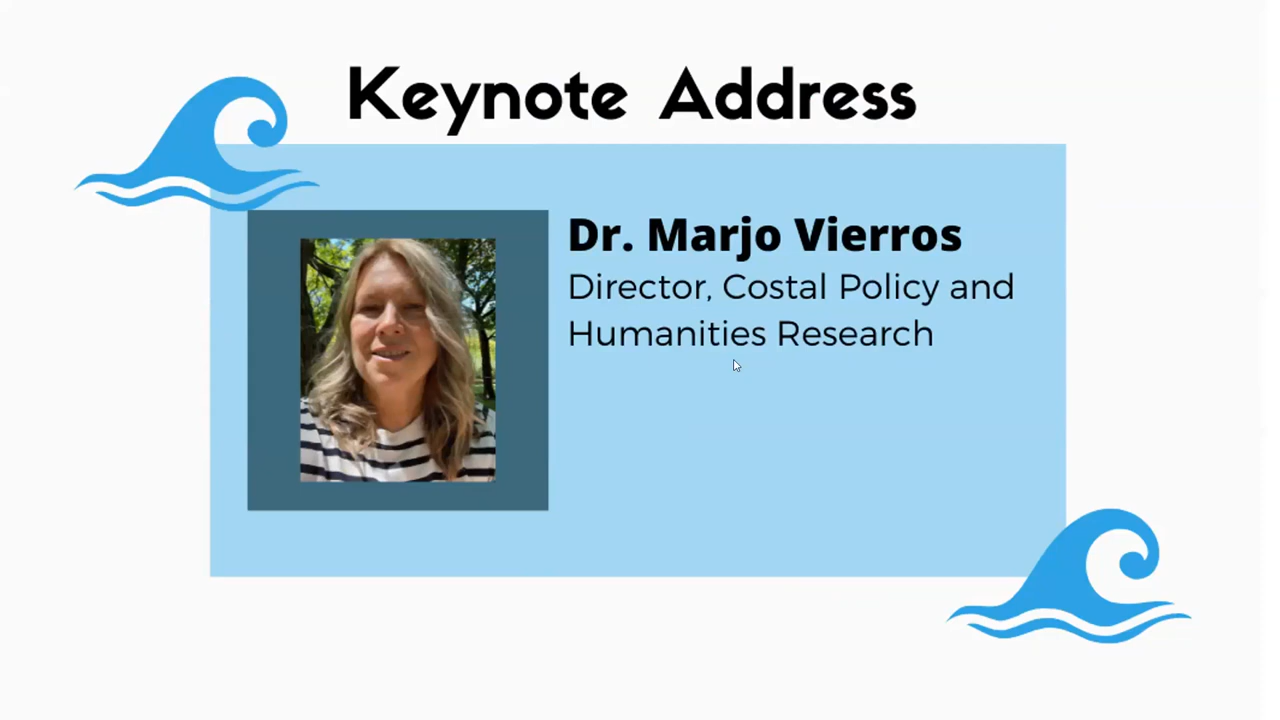 Keynote Address
Dr. Marjo Vierros
Director, Costal Policy and
Humanities Research